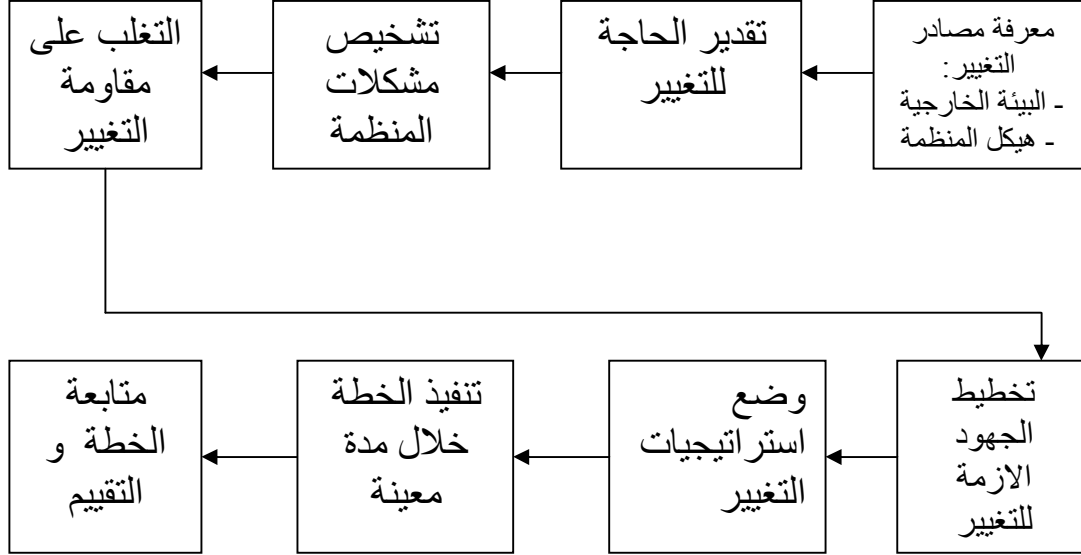 معرفة مصادر
التغيير:
- البيئة الخارجية
- هيكل المنظمة
تقدير الحاجة
للتغيير
تشخيص
مشكلات
المنظمة
التغلب على
مقاومة
التغيير
تخطيط
الجهود
الازمة
للتغيير
وضع
استراتيجيات
التغيير
تنفيذ الخطة
خلال مدة
معينة
متابعة
الخطة و
التقييم